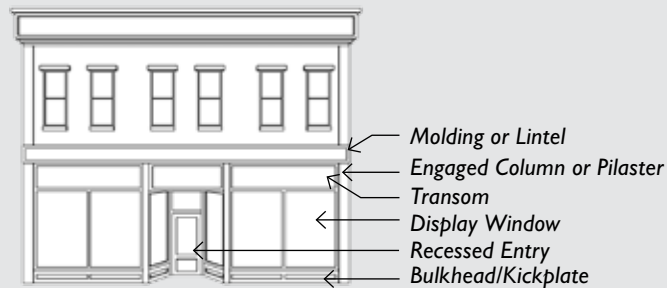 Molding or Lintel
Engaged Column or Pilaster
Transom
Display Window
Recessed Entry
Bulkhead/Kickplate